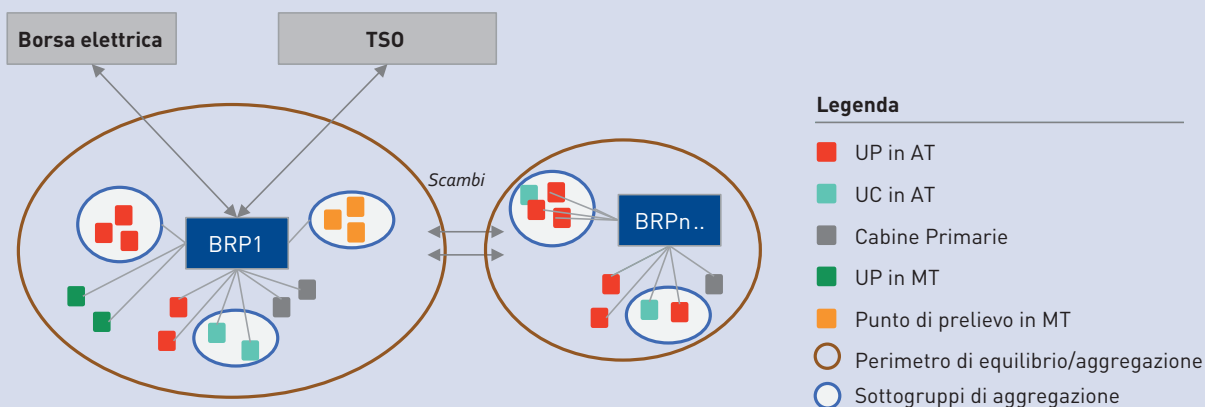 Borsa elettrica
TSO
Scambi
BRP1
BRPn..
Legenda
UP in AT
UC in AT
Cabine Primarie
UP in MT
Punto di prelievo in MT
Perimetro di equilibrio/aggregazione
Sottogruppi di aggregazione